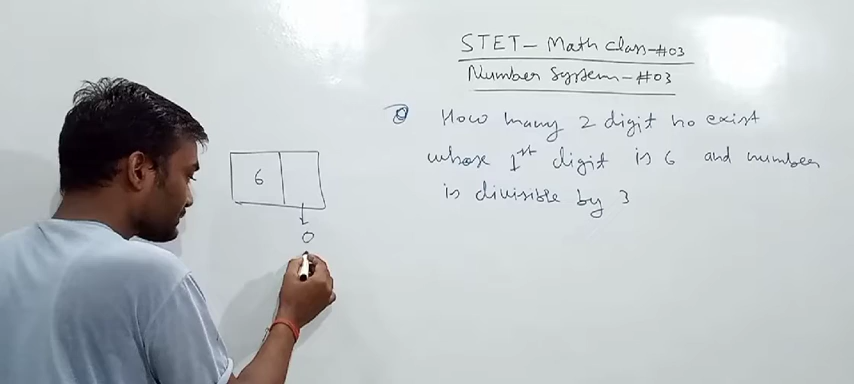 STET- Math Class-#03
Number System-#03
Q How many 2 digit no exist
whose 1st digit is 6 and number
is divisible by 3
6
0